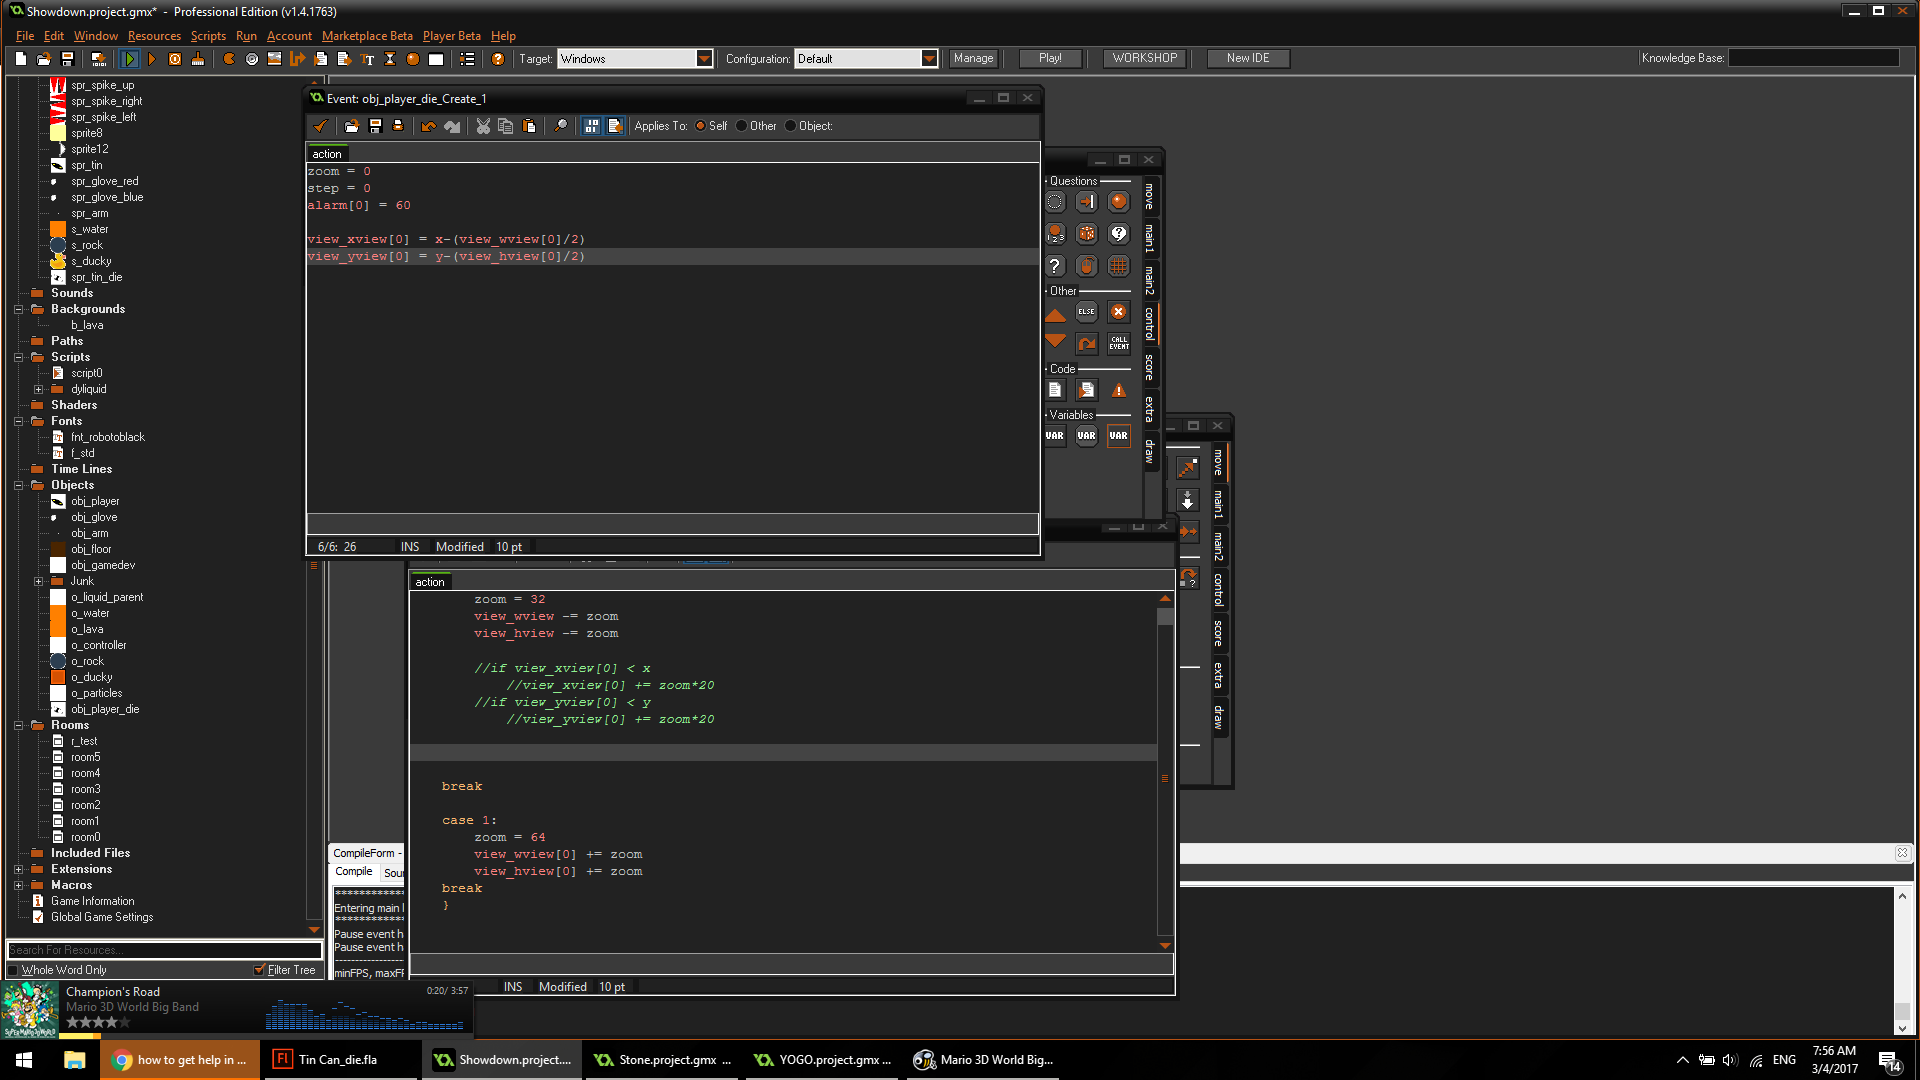 Showdown.project.gmx* - Professional Edition (v1.4.1763)
File Edit Window Resources Scripts Run Account Marketplace Beta Player Beta Help
Target: Windows Configuration: Default Manage Play! WORKSHOP New IDE Knowledge Base:
spr_spike_up
spr_spike_right
spr_spike_left
sprite8
sprite12
spr_tin
spr_glove_red
spr_glove_blue
spr_arm
s_water
s_rock
s_ducky
spr_tin_die
Sounds
Backgrounds
b_lava
Paths
Scripts
script0
dyliquid
Shaders
Fonts
fnt_robotoblack
f_std
Time Lines
Objects
obj_player
obj_glove
obj_arm
obj_floor
obj_gamedev
Junk
o_liquid_parent
o_water
o_lava
o_controller
o_rock
o_ducky
o_particles
obj_player_die
Rooms
r_test
room5
room4
room3
room2
room1
room0
Included Files
Extensions
Macros
Game Information
Global Game Settings
Search For Resources...
Whole Word Only Filter Tree
Event: obj_player_die_Create_1
Applies To: Self Other Object:
action
zoom = 0
step = 0
alarm[0] = 60
view_xview[0] = x-(view_wview[0]/2)
view_yview[0] = y-(view_hview[0]/2)
6/6: 26 INS Modified 10 pt
Questions
Other
ELSE
CALL EVENT
Code
Variables
VAR VAR VAR
move
main1
main2
control
score
extra
draw
move
main1
main2
control
score
extra
draw
action
zoom = 32
view_wview -= zoom
view_hview -= zoom
//if view_xview[0] < x
//view_xview[0] += zoom*20
//if view_yview[0] < y
//view_yview[0] += zoom*20
break
case 1:
zoom = 64
view_wview[0] += zoom
view_hview[0] += zoom
break
}
INS Modified 10 pt
CompileForm -
Compile Sour
*************
Entering main l
*************
Pause event h
Pause event h
minFPS, maxFP
Champion's Road 0:20/ 3:57
Mario 3D World Big Band
how to get help in ... Tin Can_die.fla Showdown.project.... Stone.project.gmx ... YOGO.project.gmx ... Mario 3D World Big...
ENG
7:56 AM
3/4/2017
14